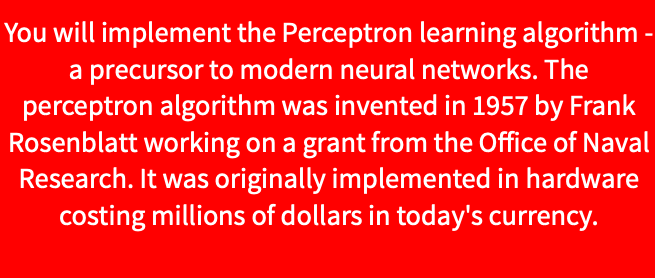 You will implement the Perceptron learning algorithm -
a precursor to modern neural networks. The
perceptron algorithm was invented in 1957 by Frank
Rosenblatt working on a grant from the Office of Naval
Research. It was originally implemented in hardware
costing millions of dollars in today's currency.